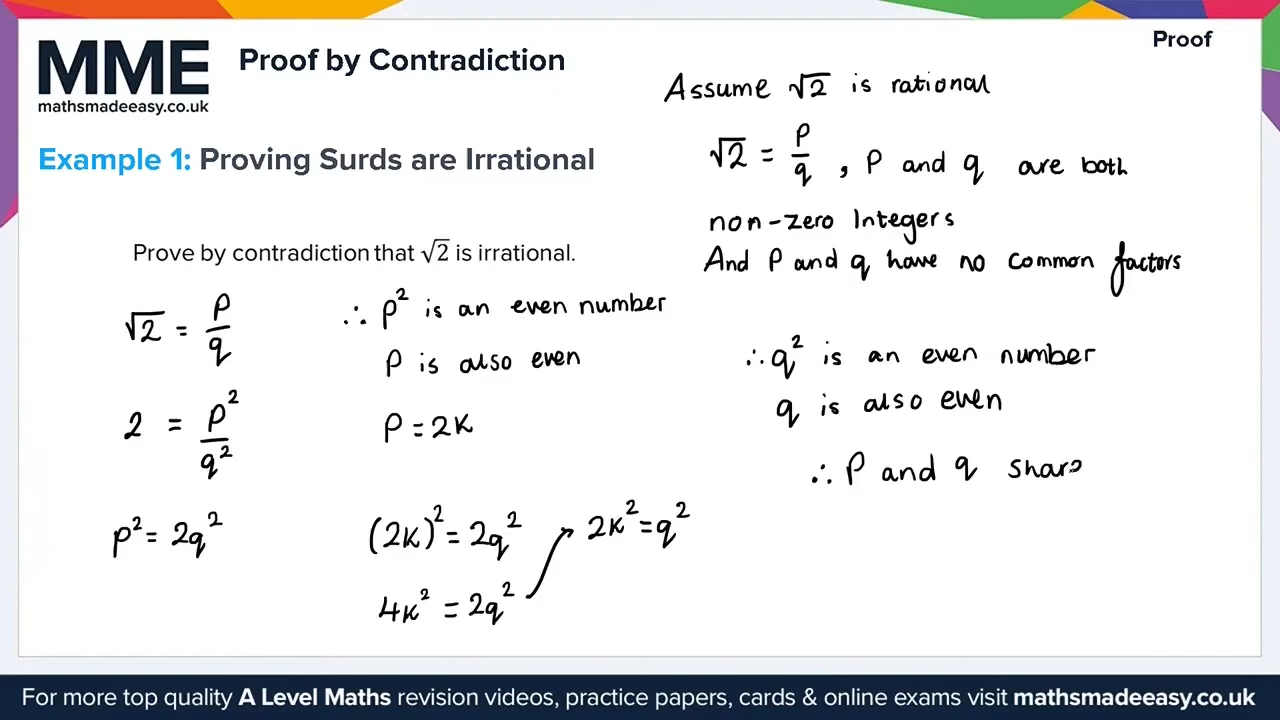 Proof
MME
mathsmadeeasy.co.uk
Proof by Contradiction
Example 1: Proving Surds are Irrational
Prove by contradiction that √2 is irrational.
Assume √2 is rational
√2 = p/q , p and q are both
non-zero Integers
And p and q have no common factors
√2 = p/q
2 = p²/q²
p² = 2q²
∴ p² is an even number
p is also even
p = 2k
(2k)² = 2q²
4k² = 2q²
2k² = q²
∴ q² is an even number
q is also even
∴ p and q
For more top quality A Level Maths revision videos, practice papers, cards & online exams visit mathsmadeeasy.co.uk